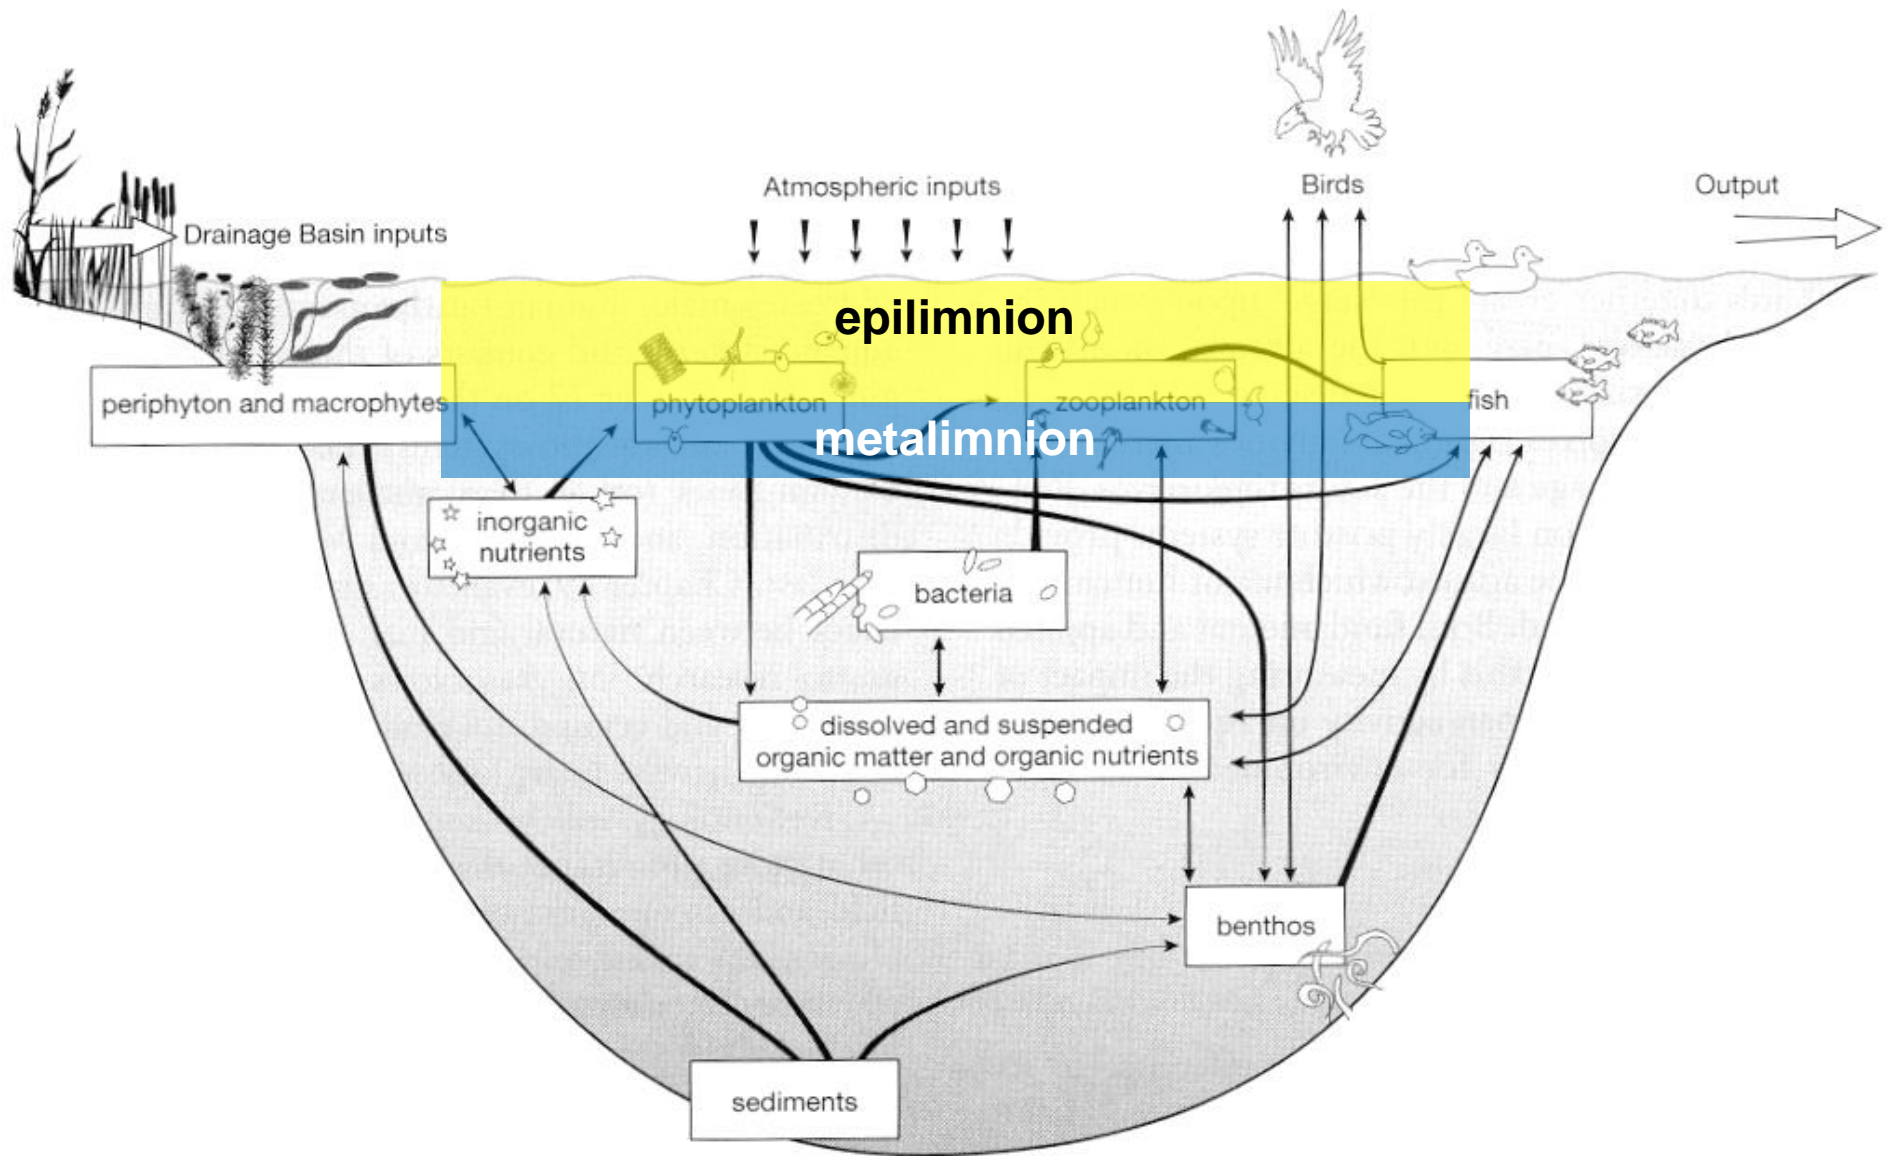 Atmospheric inputs
Birds
Output
Drainage Basin inputs
epilimnion
periphyton and macrophytes
phytoplankton
zooplankton
fish
metalimnion
inorganic
nutrients
bacteria
dissolved and suspended
organic matter and organic nutrients
benthos
sediments